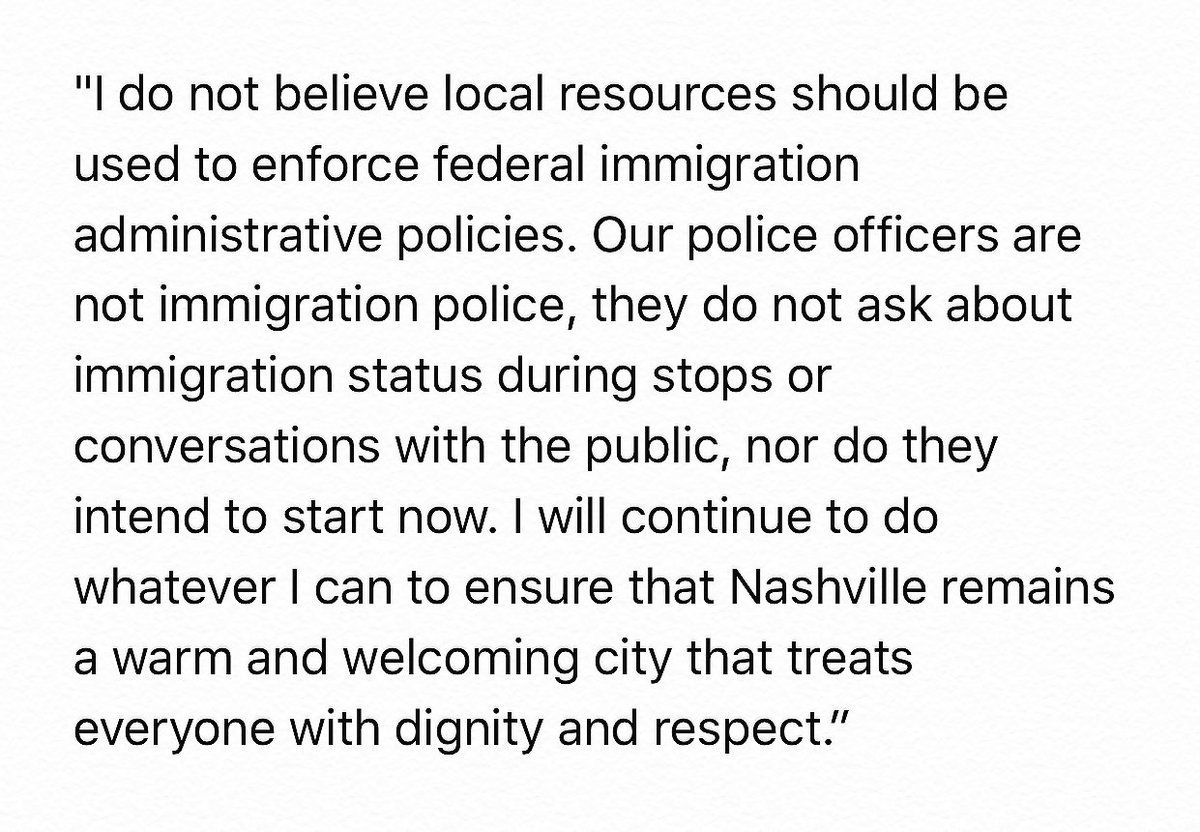 "I do not believe local resources should be
used to enforce federal immigration
administrative policies. Our police officers are
not immigration police, they do not ask about
immigration status during stops or
conversations with the public, nor do they
intend to start now. I will continue to do
whatever I can to ensure that Nashville remains
a warm and welcoming city that treats
everyone with dignity and respect.”